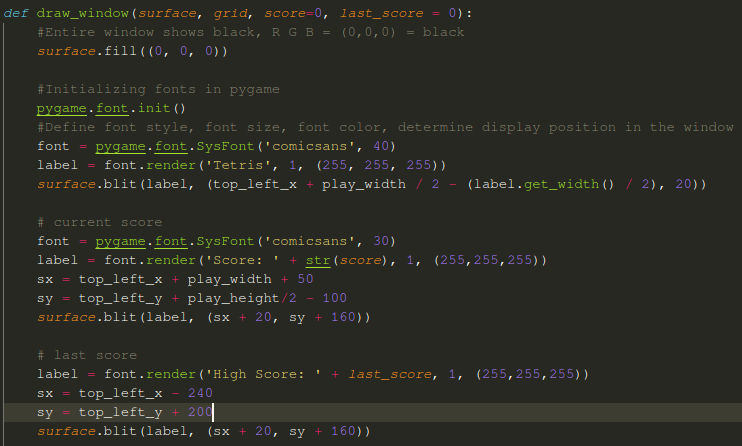 def draw_window(surface, grid, score=0, last_score = 0):
    #Entire window shows black, R G B = (0,0,0) = black
    surface.fill((0, 0, 0))

    #Initializing fonts in pygame
    pygame.font.init()
    #Define font style, font size, font color, determine display position in the window
    font = pygame.font.SysFont('comicsans', 40)
    label = font.render('Tetris', 1, (255, 255, 255))
    surface.blit(label, (top_left_x + play_width / 2 - (label.get_width() / 2), 20))

    # current score
    font = pygame.font.SysFont('comicsans', 30)
    label = font.render('Score: ' + str(score), 1, (255,255,255))
    sx = top_left_x + play_width + 50
    sy = top_left_y + play_height/2 - 100
    surface.blit(label, (sx + 20, sy + 160))

    # last score
    label = font.render('High Score: ' + last_score, 1, (255,255,255))
    sx = top_left_x - 240
    sy = top_left_y + 200
    surface.blit(label, (sx + 20, sy + 160))